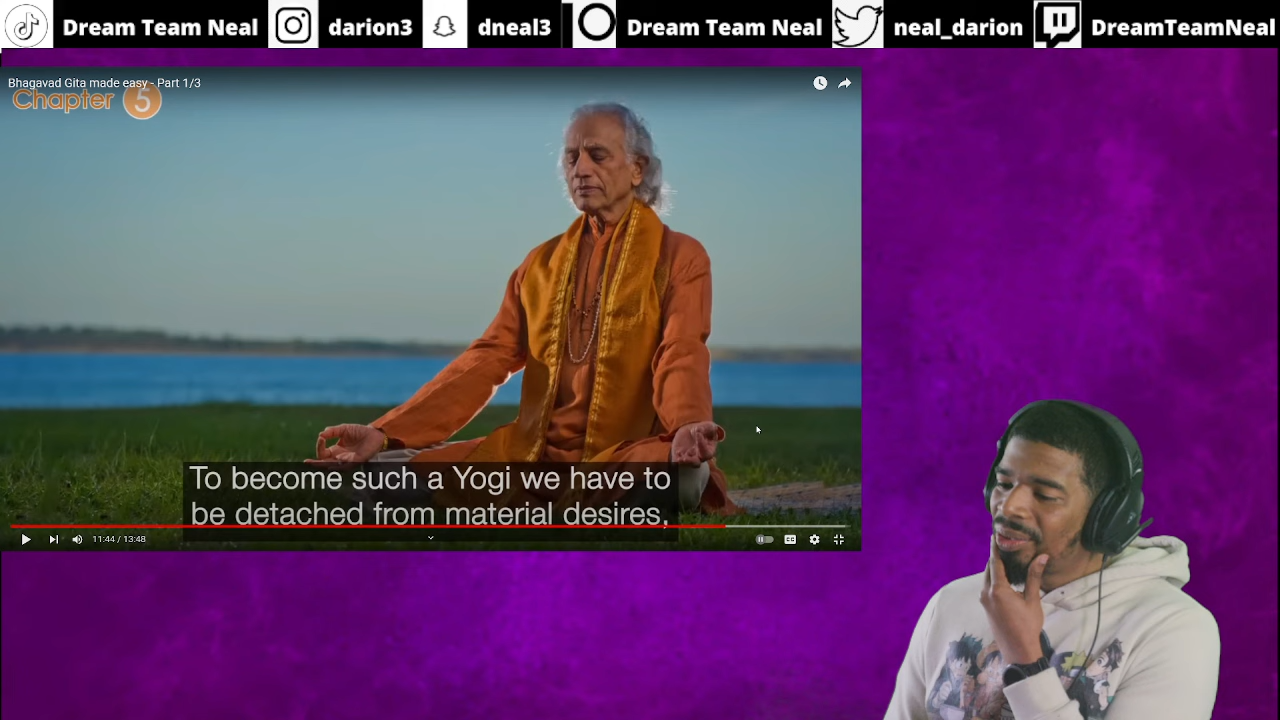 Dream Team Neal
darion3
dneal3
Dream Team Neal
neal_darion
DreamTeamNeal
Bhagavad Gita made easy - Part 1/3
Chapter 5
To become such a Yogi we have to
be detached from material desires,
11:44 / 13:48
CC